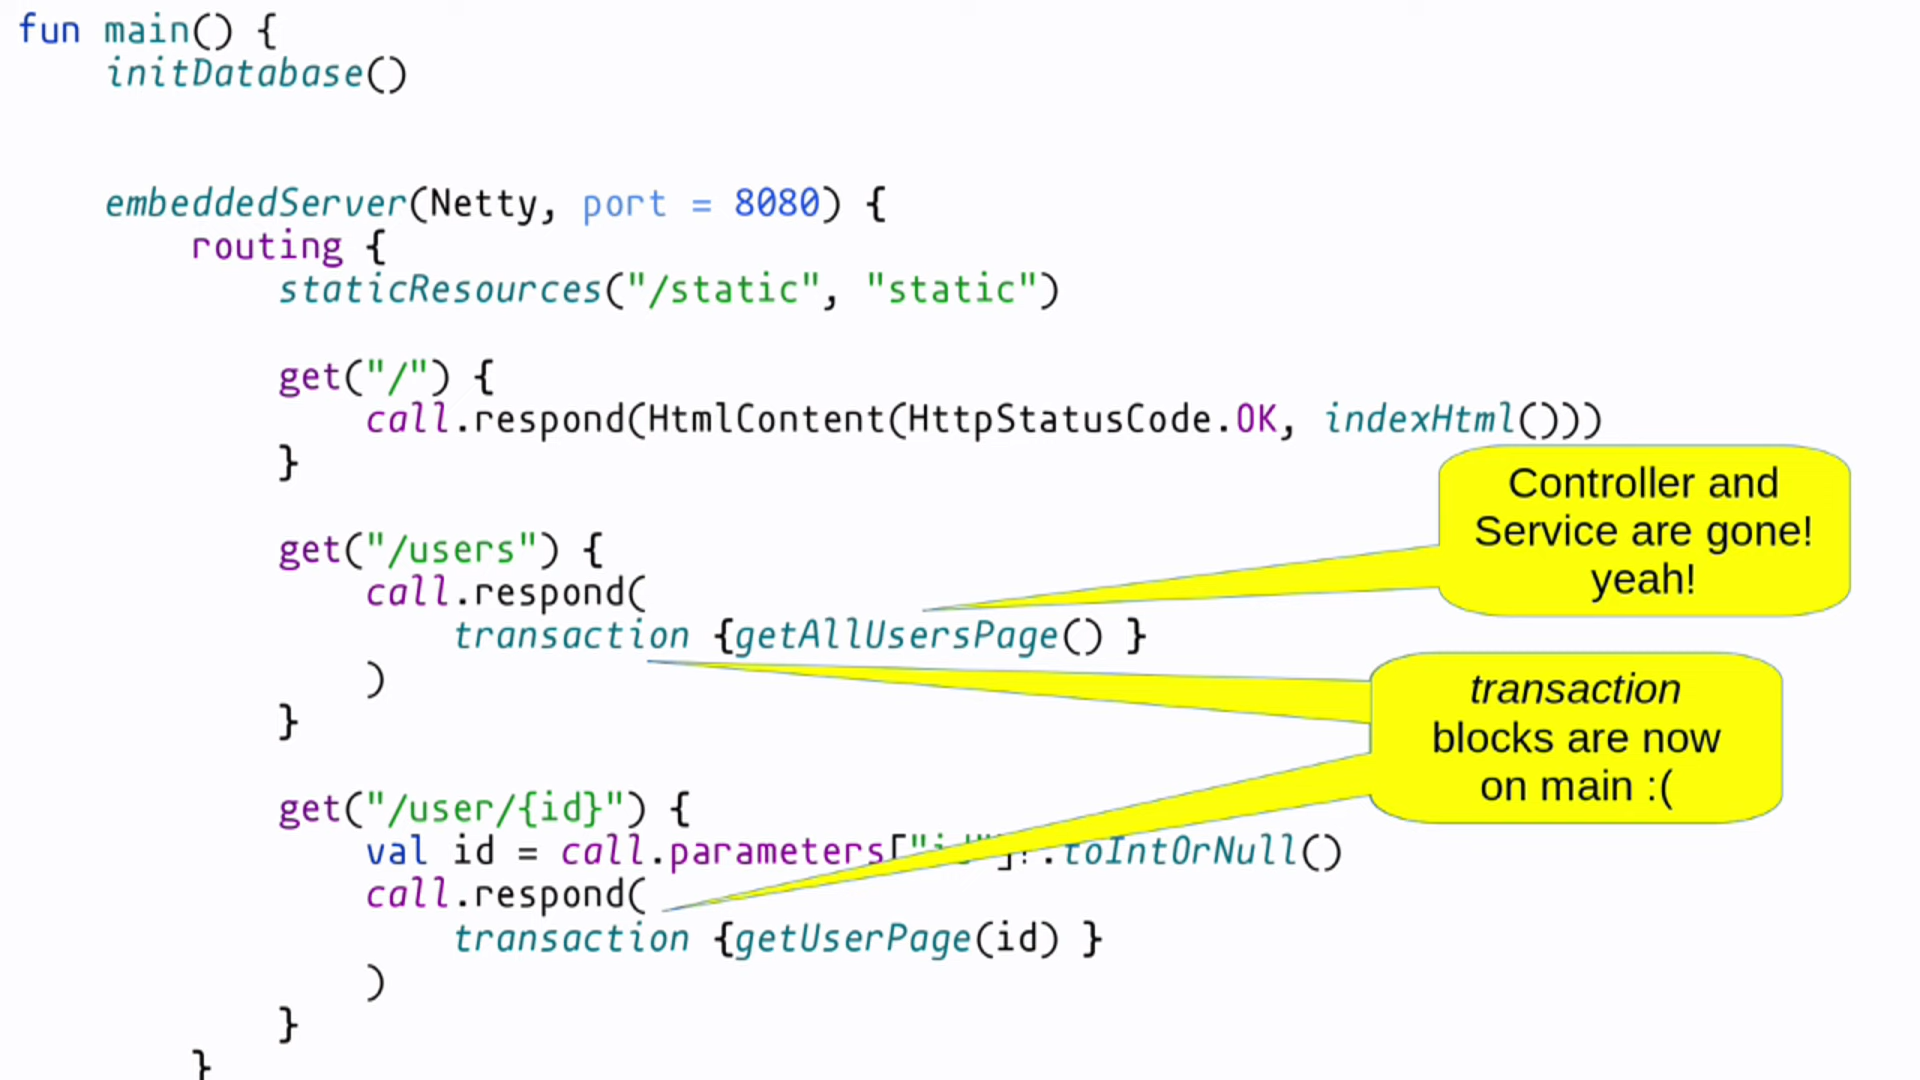 fun main() {
initDatabase()
embeddedServer(Netty, port = 8080) {
routing {
staticResources("/static", "static")
get("/") {
call.respond(HtmlContent(HttpStatusCode.OK, indexHtml()))
}
get("/users") {
call.respond(
transaction {getAllUsersPage() }
)
}
get("/user/{id}") {
val id = call.parameters[ .toIntOrNull()
call.respond(
transaction {getUserPage(id) }
)
}
}
Controller and
Service are gone!
yeah!
transaction
blocks are now
on main :(